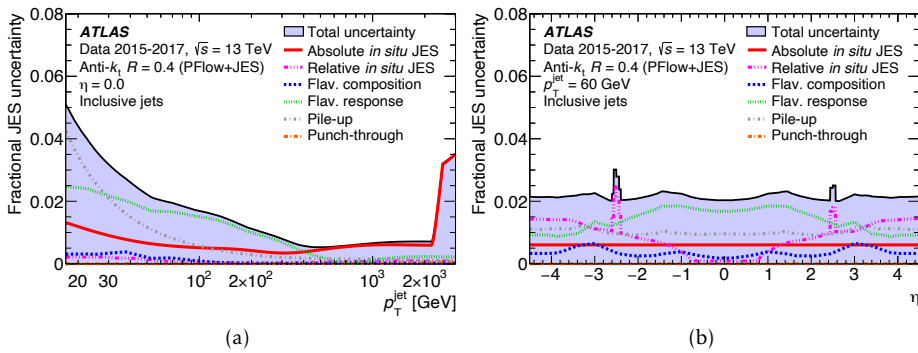 ATLAS
Data 2015-2017, √s = 13 TeV
Anti-kt R = 0.4 (PFlow+JES)
η = 0.0
Inclusive jets
Total uncertainty
Absolute in situ JES
Relative in situ JES
Flav. composition
Flav. response
Pile-up
Punch-through
Fractional JES uncertainty
0.08
0.06
0.04
0.02
0
20 30 10² 2×10² 10³ 2×10³
pTjet [GeV]
(a)
ATLAS
Data 2015-2017, √s = 13 TeV
Anti-kt R = 0.4 (PFlow+JES)
pTjet = 60 GeV
Inclusive jets
Total uncertainty
Absolute in situ JES
Relative in situ JES
Flav. composition
Flav. response
Pile-up
Punch-through
Fractional JES uncertainty
0.08
0.06
0.04
0.02
0
−4 −3 −2 −1 0 1 2 3 4
η
(b)